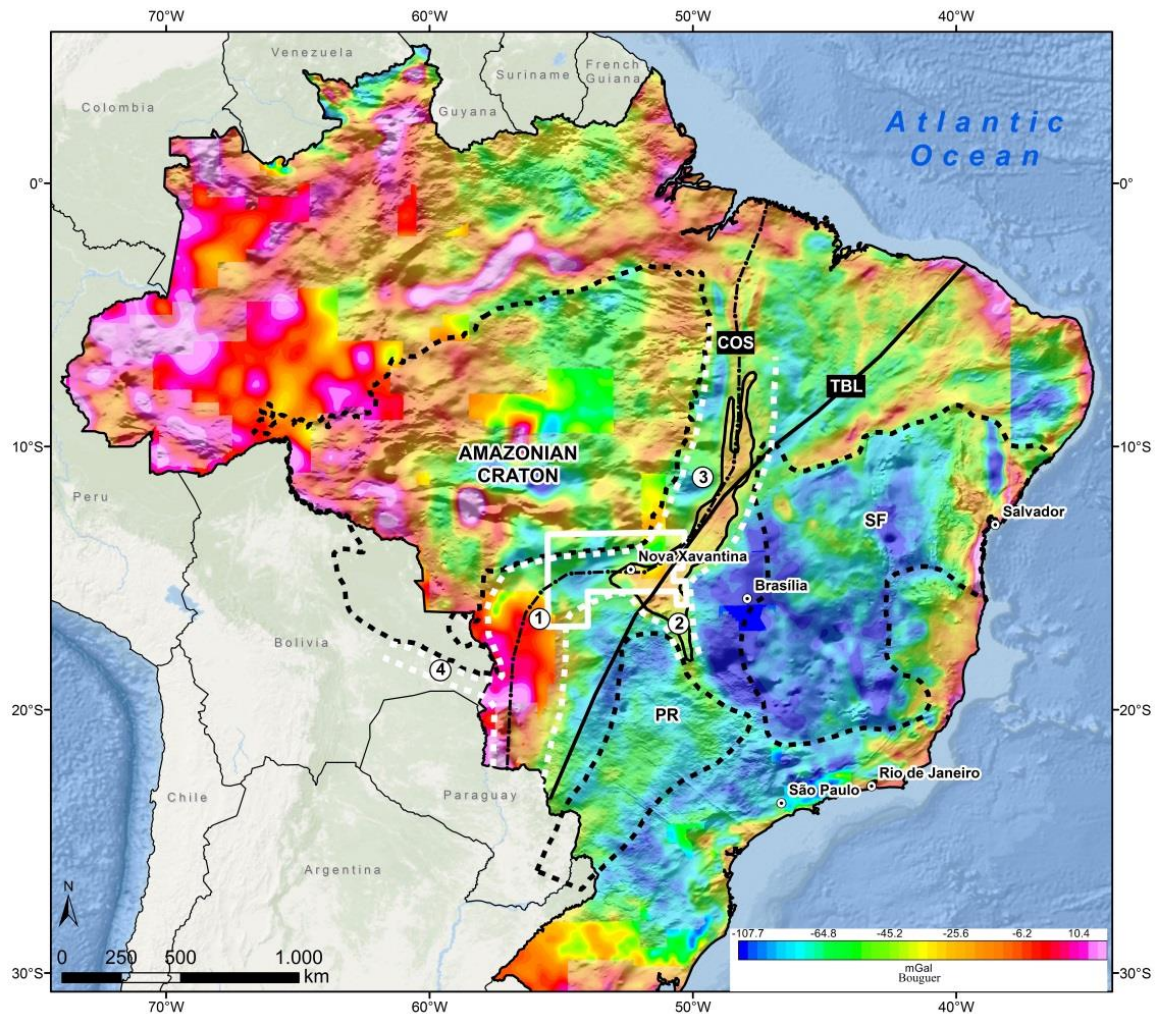 70°W 60°W 50°W 40°W
Venezuela
Suriname
French
Guiana
Colombia
Guyana
Atlantic
Ocean
0° 0°
COS
TBL
10°S 10°S
AMAZONIAN
CRATON
3
Peru
SF
Salvador
Nova Xavantina
Brasília
1
2
Bolivia
4
20°S 20°S
PR
Rio de Janeiro
São Paulo
Chile
Paraguay
Argentina
N
-107.7 -64.8 -45.2 -25.6 -6.2 10.4
mGal
Bouguer
0 250 500 1.000
km
30°S 30°S
70°W 60°W 50°W 40°W